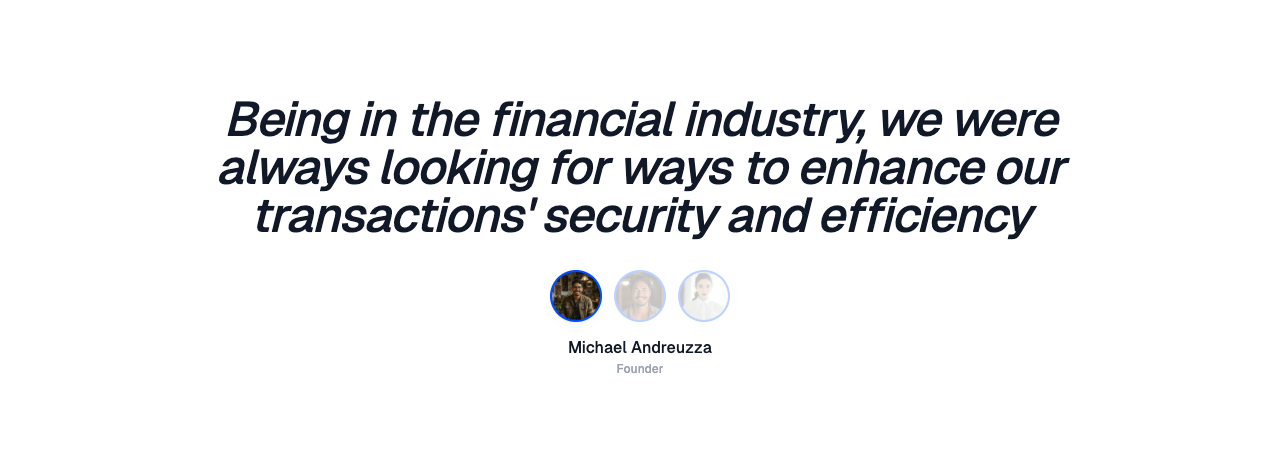 Being in the financial industry, we were
always looking for ways to enhance our
transactions' security and efficiency
Michael Andreuzza
Founder